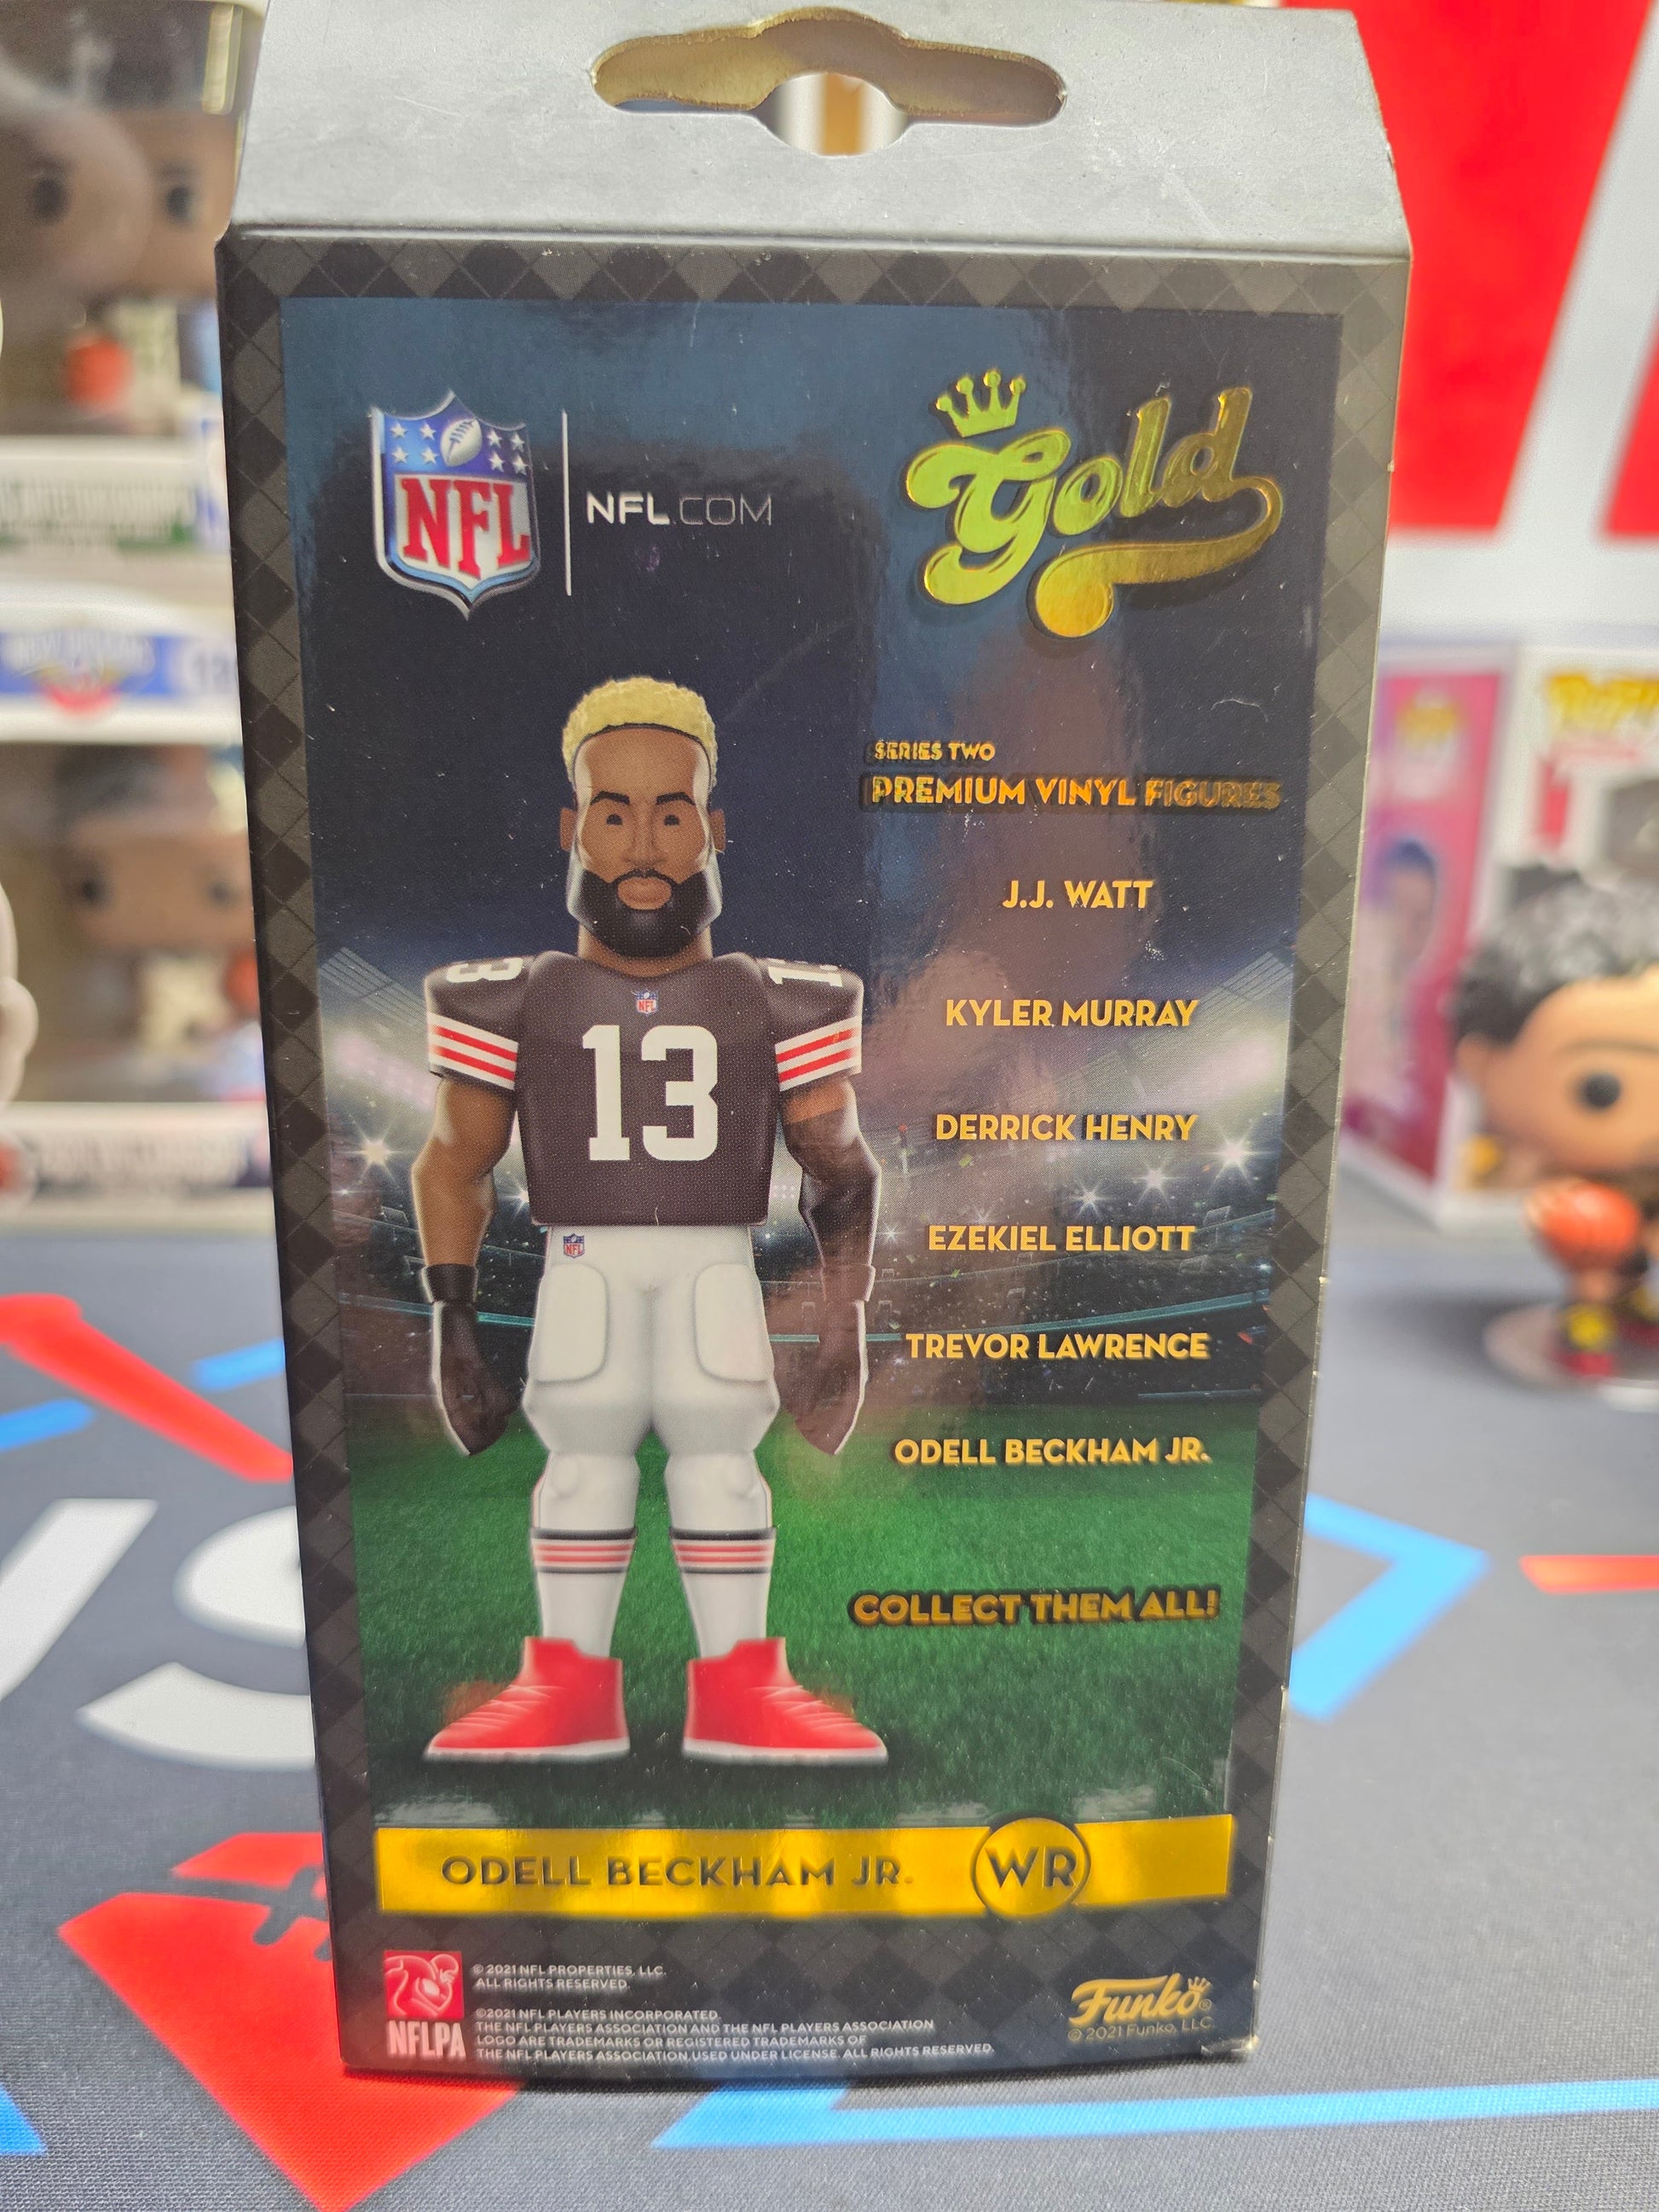 NFL
NFL.COM
Gold
SERIES TWO
PREMIUM VINYL FIGURES
J.J. WATT
KYLER MURRAY
DERRICK HENRY
EZEKIEL ELLIOTT
TREVOR LAWRENCE
ODELL BECKHAM JR.
COLLECT THEM ALL!
13
NFL
13
NFL
ODELL BECKHAM JR. WR
© 2021 NFL PROPERTIES, LLC.
ALL RIGHTS RESERVED.
©2021 NFL PLAYERS INCORPORATED.
THE NFL PLAYERS ASSOCIATION AND THE NFL PLAYERS ASSOCIATION
LOGO ARE TRADEMARKS OR REGISTERED TRADEMARKS OF
THE NFL PLAYERS ASSOCIATION,USED UNDER LICENSE. ALL RIGHTS RESERVED.
NFLPA
Funko®
© 2021 Funko, LLC.